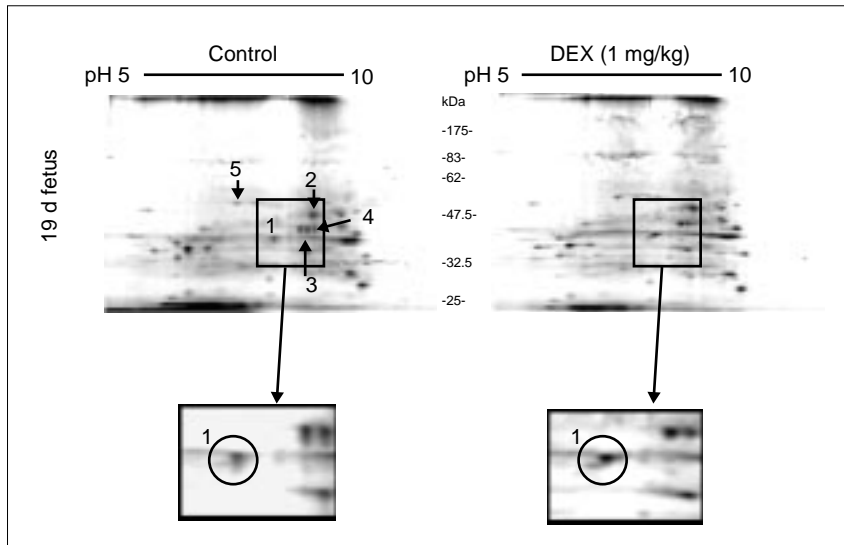 Control
DEX (1 mg/kg)
pH 5
10
pH 5
10
kDa
-175-
-83-
-62-
-47.5-
-32.5
-25-
19 d fetus
5
2
1
4
3
1
1